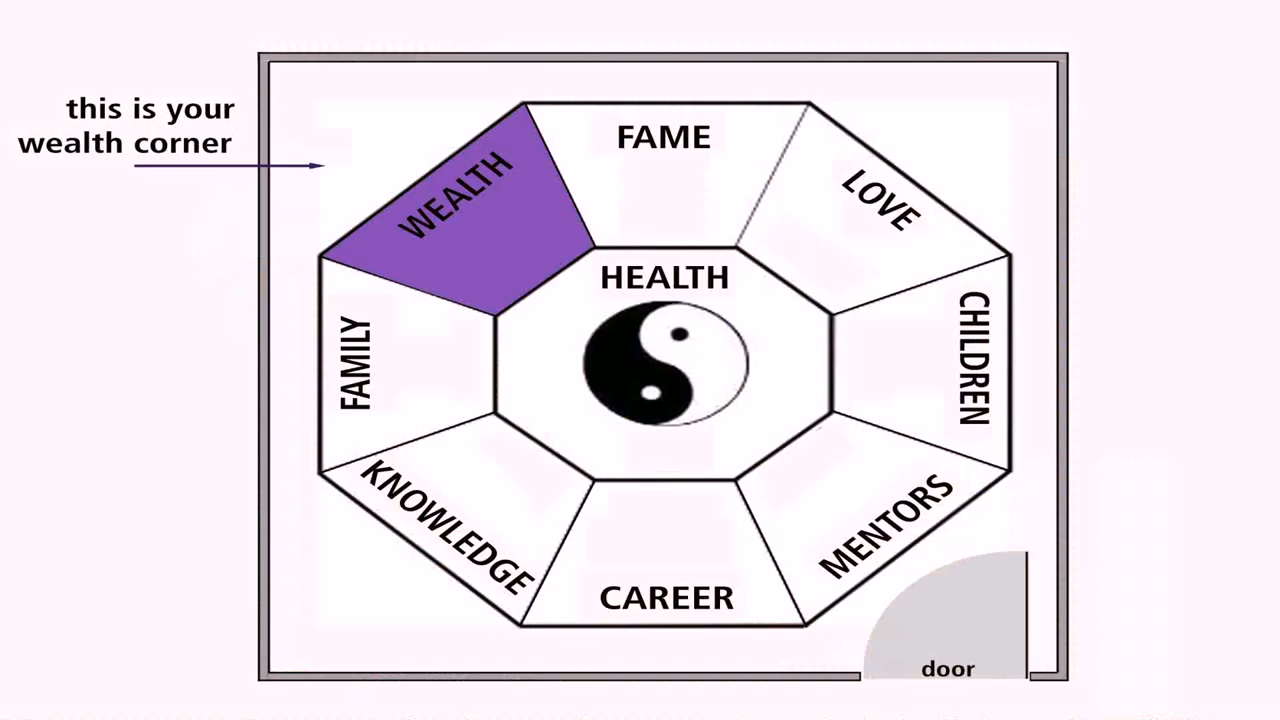 this is your
wealth corner
FAME
WEALTH
LOVE
HEALTH
FAMILY
CHILDREN
KNOWLEDGE
MENTORS
CAREER
door